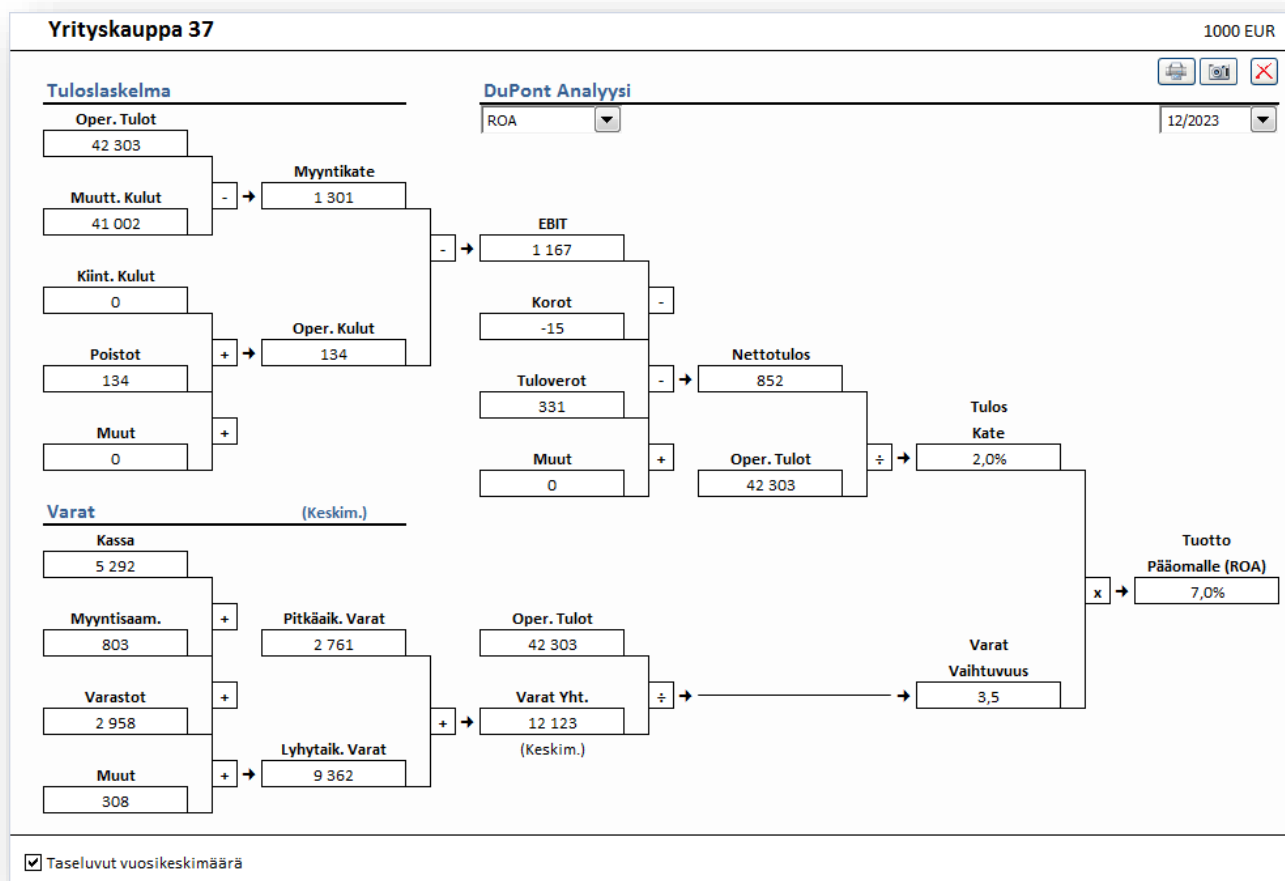 Yrityskauppa 37
1000 EUR
Tuloslaskelma
DuPont Analyysi
ROA
12/2023
Oper. Tulot
42 303
Muutt. Kulut
41 002
-
Myyntikate
1 301
Kiint. Kulut
0
Poistot
134
+
Oper. Kulut
134
Muut
0
+
-
EBIT
1 167
-
Korot
-15
Tuloverot
331
-
Nettotulos
852
Muut
0
+
Oper. Tulot
42 303
÷
Tulos
Kate
2,0%
Varat
(Keskim.)
Kassa
5 292
+
Myyntisaam.
803
Varastot
2 958
+
Muut
308
+
Pitkäaik. Varat
2 761
Lyhytaik. Varat
9 362
+
Oper. Tulot
42 303
Varat Yht.
12 123
(Keskim.)
÷
Varat
Vaihtuvuus
3,5
x
Tuotto
Pääomalle (ROA)
7,0%
Taseluvut vuosikeskimäärä